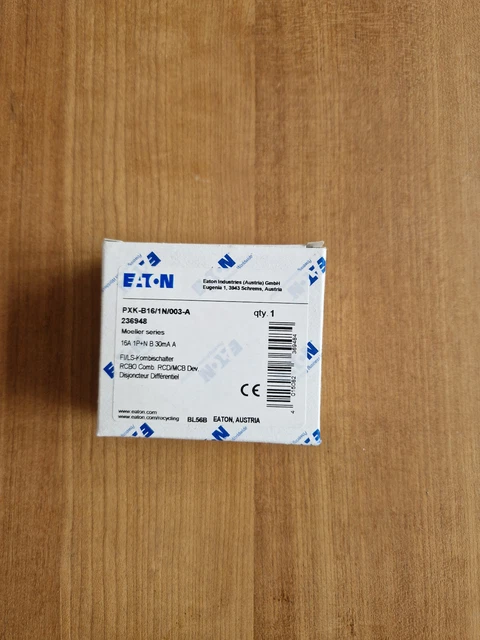 EATON
Eaton Industries (Austria) GmbH
Eugenia 1, 3943 Schrems, Austria
PXK-B16/1N/003-A
qty. 1
236948
Moeller series
16A 1P+N B 30mA A
FI/LS-Kombischalter
RCBO Comb. RCD/MCB Dev
Disjoncteur Différentiel
CE
www.eaton.com
www.eaton.com/recycling
BL56B EATON, AUSTRIA